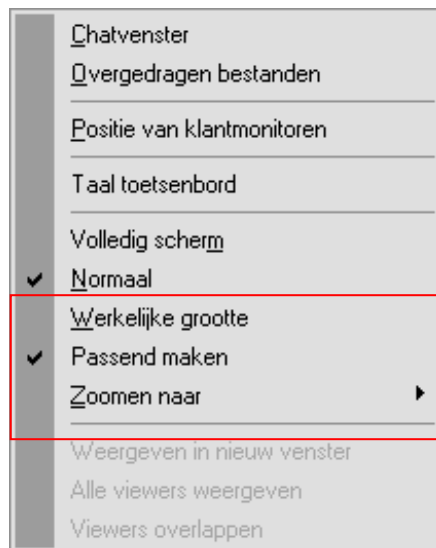 Chatvenster
Overgedragen bestanden
Positie van klantmonitoren
Taal toetsenbord
Volledig scherm
Normaal
Werkelijke grootte
Passend maken
Zoomen naar
Weergeven in nieuw venster
Alle viewers weergeven
Viewers overlappen